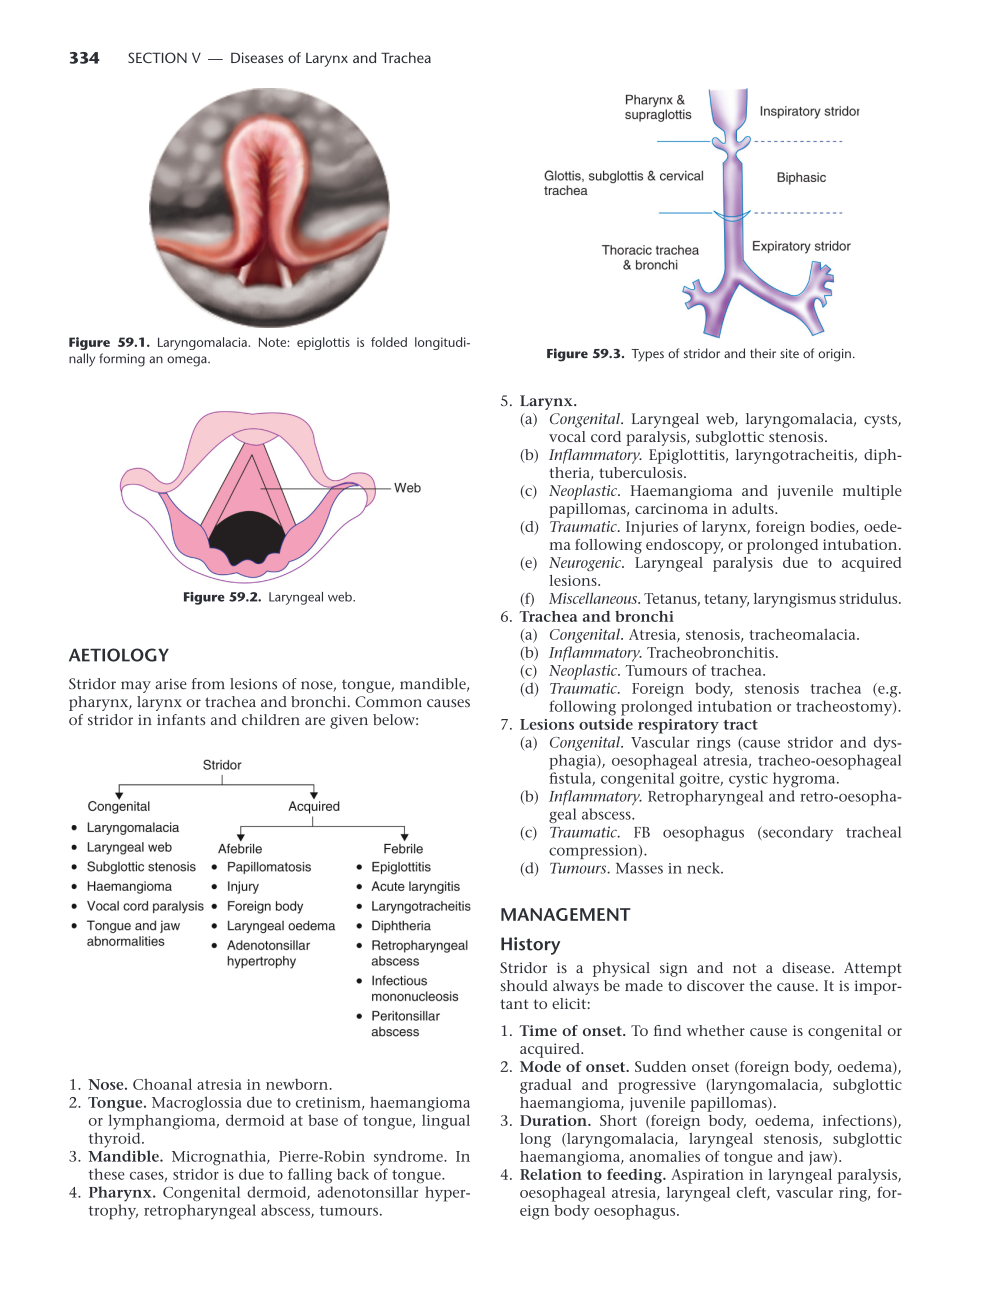 334 SECTION V — Diseases of Larynx and Trachea
Figure 59.1. Laryngomalacia. Note: epiglottis is folded longitudi-
nally forming an omega.
Web
Figure 59.2. Laryngeal web.
AETIOLOGY
Stridor may arise from lesions of nose, tongue, mandible,
pharynx, larynx or trachea and bronchi. Common causes
of stridor in infants and children are given below:
Stridor
Congenital
• Laryngomalacia
• Laryngeal web
• Subglottic stenosis
• Haemangioma
• Vocal cord paralysis
• Tongue and jaw
abnormalities
Acquired
Afebrile
• Papillomatosis
• Injury
• Foreign body
• Laryngeal oedema
• Adenotonsillar
hypertrophy
Febrile
• Epiglottitis
• Acute laryngitis
• Laryngotracheitis
• Diphtheria
• Retropharyngeal
abscess
• Infectious
mononucleosis
• Peritonsillar
abscess
1. Nose. Choanal atresia in newborn.
2. Tongue. Macroglossia due to cretinism, haemangioma
or lymphangioma, dermoid at base of tongue, lingual
thyroid.
3. Mandible. Micrognathia, Pierre-Robin syndrome. In
these cases, stridor is due to falling back of tongue.
4. Pharynx. Congenital dermoid, adenotonsillar hyper-
trophy, retropharyngeal abscess, tumours.
Pharynx &
supraglottis
Inspiratory stridor
Glottis, subglottis & cervical
trachea
Biphasic
Thoracic trachea
& bronchi
Expiratory stridor
Figure 59.3. Types of stridor and their site of origin.
5. Larynx.
(a) Congenital. Laryngeal web, laryngomalacia, cysts,
vocal cord paralysis, subglottic stenosis.
(b) Inflammatory. Epiglottitis, laryngotracheitis, diph-
theria, tuberculosis.
(c) Neoplastic. Haemangioma and juvenile multiple
papillomas, carcinoma in adults.
(d) Traumatic. Injuries of larynx, foreign bodies, oede-
ma following endoscopy, or prolonged intubation.
(e) Neurogenic. Laryngeal paralysis due to acquired
lesions.
(f) Miscellaneous. Tetanus, tetany, laryngismus stridulus.
6. Trachea and bronchi
(a) Congenital. Atresia, stenosis, tracheomalacia.
(b) Inflammatory. Tracheobronchitis.
(c) Neoplastic. Tumours of trachea.
(d) Traumatic. Foreign body, stenosis trachea (e.g.
following prolonged intubation or tracheostomy).
7. Lesions outside respiratory tract
(a) Congenital. Vascular rings (cause stridor and dys-
phagia), oesophageal atresia, tracheo-oesophageal
fistula, congenital goitre, cystic hygroma.
(b) Inflammatory. Retropharyngeal and retro-oesopha-
geal abscess.
(c) Traumatic. FB oesophagus (secondary tracheal
compression).
(d) Tumours. Masses in neck.
MANAGEMENT
History
Stridor is a physical sign and not a disease. Attempt
should always be made to discover the cause. It is impor-
tant to elicit:
1. Time of onset. To find whether cause is congenital or
acquired.
2. Mode of onset. Sudden onset (foreign body, oedema),
gradual and progressive (laryngomalacia, subglottic
haemangioma, juvenile papillomas).
3. Duration. Short (foreign body, oedema, infections),
long (laryngomalacia, laryngeal stenosis, subglottic
haemangioma, anomalies of tongue and jaw).
4. Relation to feeding. Aspiration in laryngeal paralysis,
oesophageal atresia, laryngeal cleft, vascular ring, for-
eign body oesophagus.